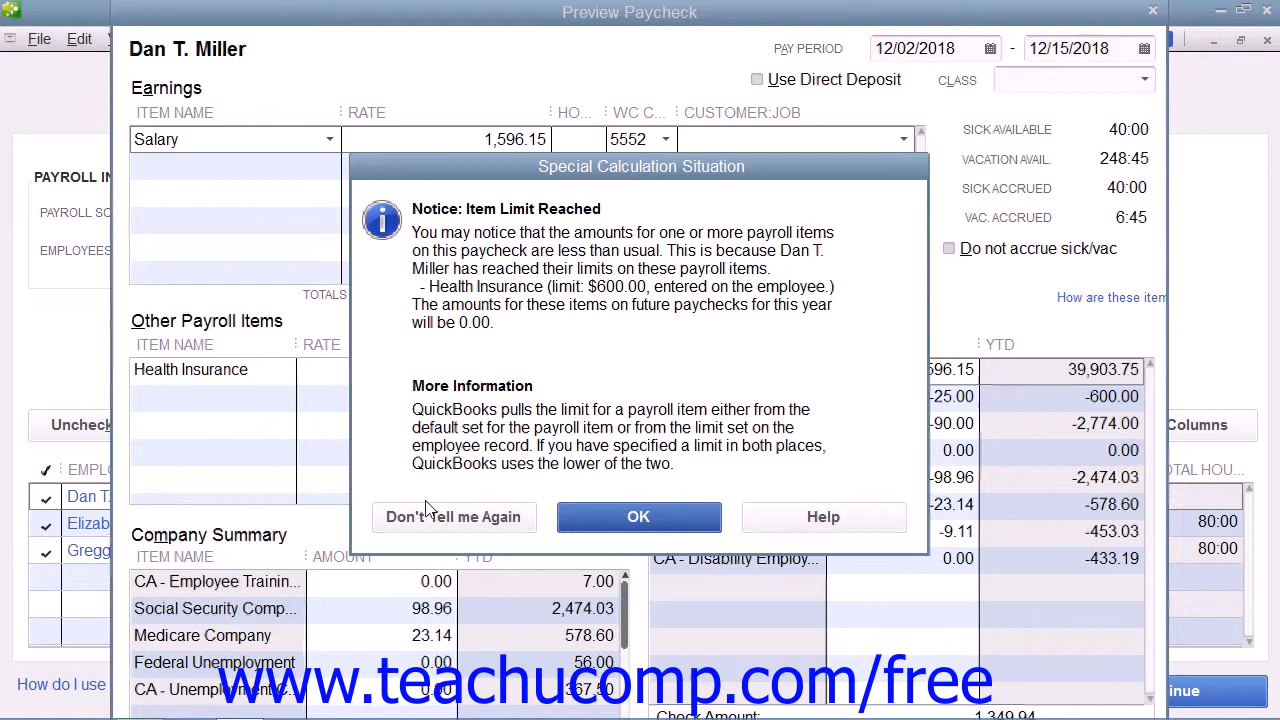 Preview Paycheck
File Edit
Dan T. Miller
PAY PERIOD 12/02/2018 - 12/15/2018
Use Direct Deposit CLASS
Earnings
ITEM NAME RATE HO... WC C... CUSTOMER:JOB
Salary 1,596.15 5552
SICK AVAILABLE 40:00
VACATION AVAIL. 248:45
SICK ACCRUED 40:00
VAC. ACCRUED 6:45
Do not accrue sick/vac
PAYROLL IN
PAYROLL SC
EMPLOYEES
TOTALS
How are these item
Special Calculation Situation
Notice: Item Limit Reached
You may notice that the amounts for one or more payroll items
on this paycheck are less than usual. This is because Dan T.
Miller has reached their limits on these payroll items.
- Health Insurance (limit: $600.00, entered on the employee.)
The amounts for these items on future paychecks for this year
will be 0.00.
More Information
QuickBooks pulls the limit for a payroll item either from the
default set for the payroll item or from the limit set on the
employee record. If you have specified a limit in both places,
QuickBooks uses the lower of the two.
Don't Tell me Again OK Help
Other Payroll Items
ITEM NAME RATE
Health Insurance
YTD
596.15 39,903.75
-25.00 -600.00
-90.00 -2,774.00
0.00 0.00
-98.96 -2,474.03
-23.14 -578.60
-9.11 -453.03
CA - Disability Employ... 0.00 -433.19
Uncheck
Columns
EMPL
Dan T.
Elizab
Gregg
OTAL HOU...
80:00
80:00
Company Summary
ITEM NAME AMOUNT YTD
CA - Employee Trainin... 0.00 7.00
Social Security Comp... 98.96 2,474.03
Medicare Company 23.14 578.60
Federal Unemployment 0.00 56.00
CA - Unemployment C... 0.00 367.50
How do I use
nue
www.teachucomp.com/free
Check Amount: 1,349.94